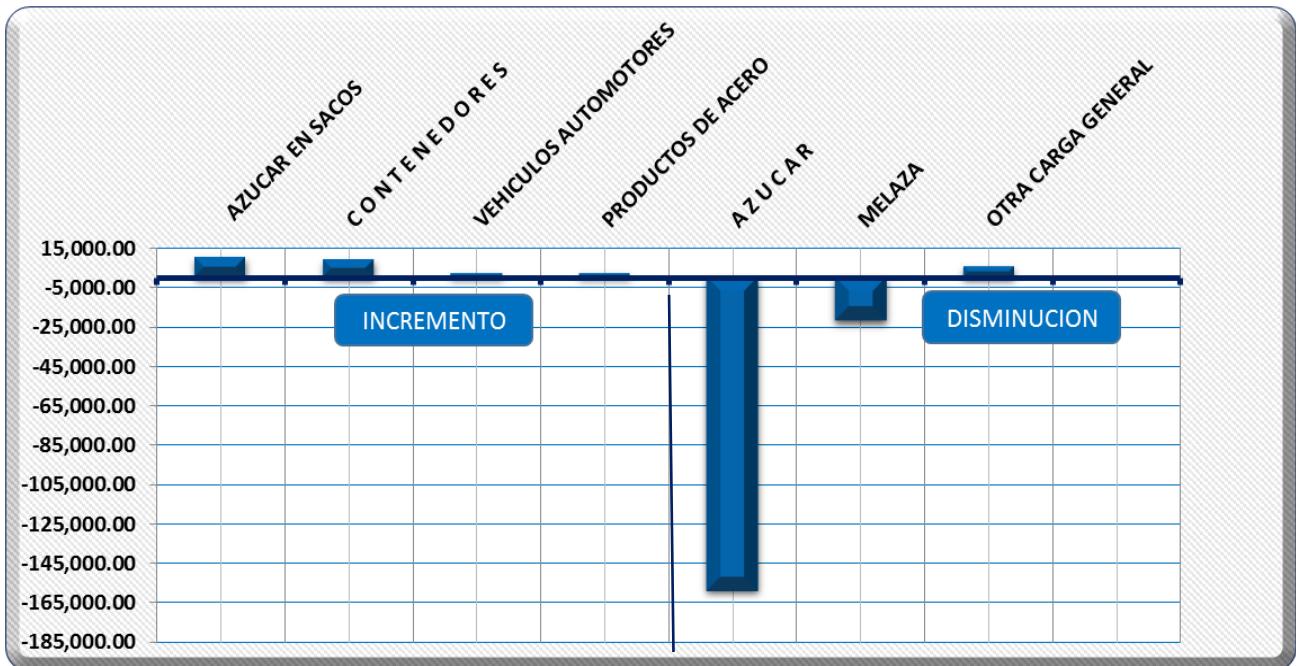 AZUCAR EN SACOS
C O N T E N E D O R E S
VEHICULOS AUTOMOTORES
PRODUCTOS DE ACERO
A Z U C A R
MELAZA
OTRA CARGA GENERAL
15,000.00
-5,000.00
-25,000.00
-45,000.00
-65,000.00
-85,000.00
-105,000.00
-125,000.00
-145,000.00
-165,000.00
-185,000.00
INCREMENTO
DISMINUCION